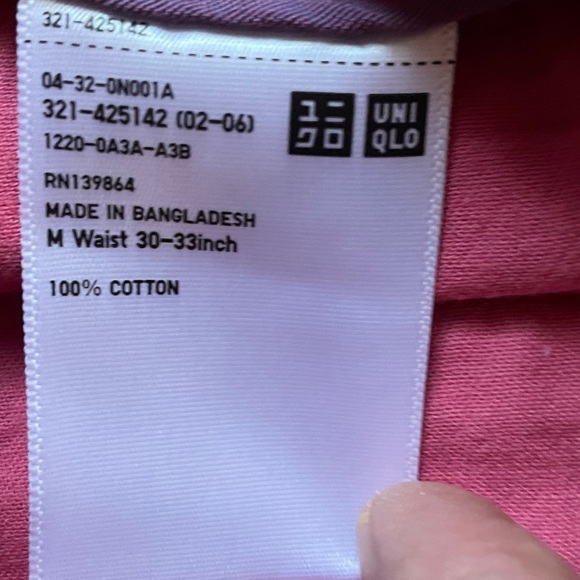 321-425142
04-32-0N001A
321-425142 (02-06)
1220-0A3A-A3B
ユニ
クロ
UNI
QLO
RN139864
MADE IN BANGLADESH
M Waist 30-33inch
100% COTTON